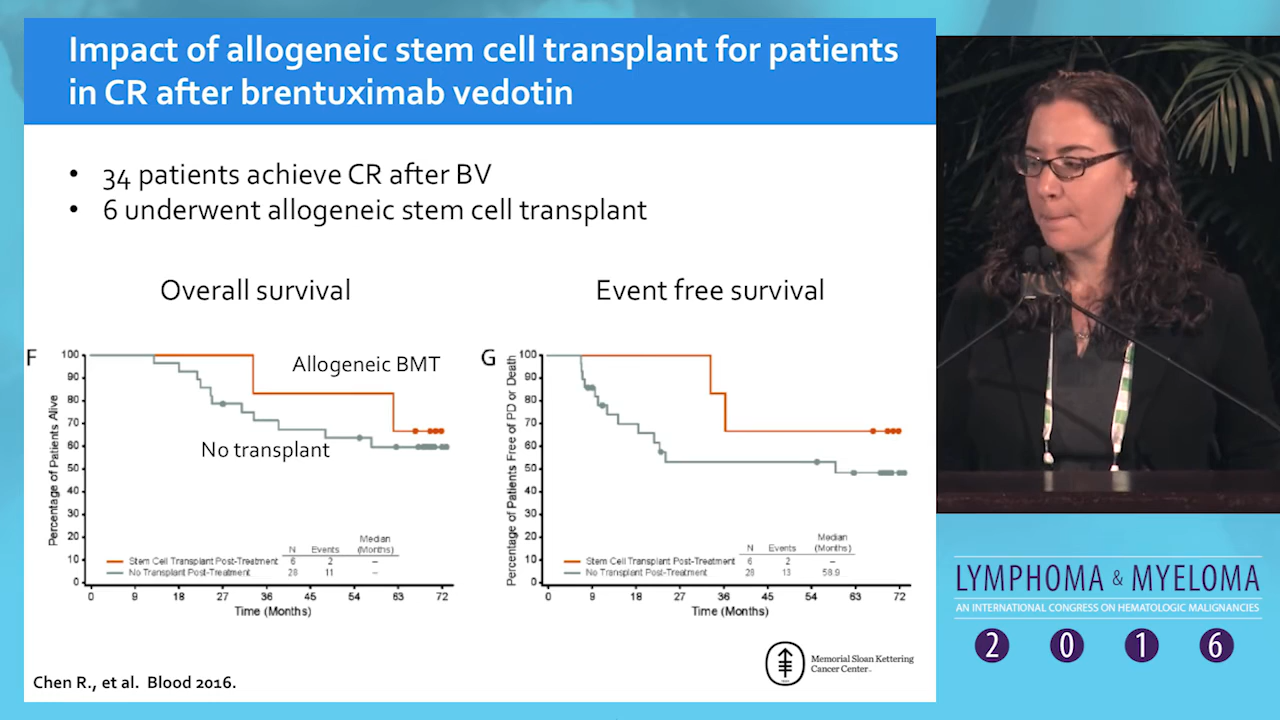 Impact of allogeneic stem cell transplant for patients
in CR after brentuximab vedotin
• 34 patients achieve CR after BV
• 6 underwent allogeneic stem cell transplant
Overall survival
Event free survival
F
Percentage of Patients Alive
100
90
80
70
60
50
40
30
20
10
0
Allogeneic BMT
No transplant
Median
N Events (Months)
Stem Cell Transplant Post-Treatment 6 2 –
No Transplant Post-Treatment 28 11 –
0 9 18 27 36 45 54 63 72
Time (Months)
G
Percentage of Patients Free of PD or Death
100
90
80
70
60
50
40
30
20
10
0
Median
N Events (Months)
Stem Cell Transplant Post-Treatment 6 2 –
No Transplant Post-Treatment 28 13 58.9
0 9 18 27 36 45 54 63 72
Time (Months)
Memorial Sloan Kettering
Cancer Center
Chen R., et al. Blood 2016.
LYMPHOMA & MYELOMA
AN INTERNATIONAL CONGRESS ON HEMATOLOGIC MALIGNANCIES
2 0 1 6